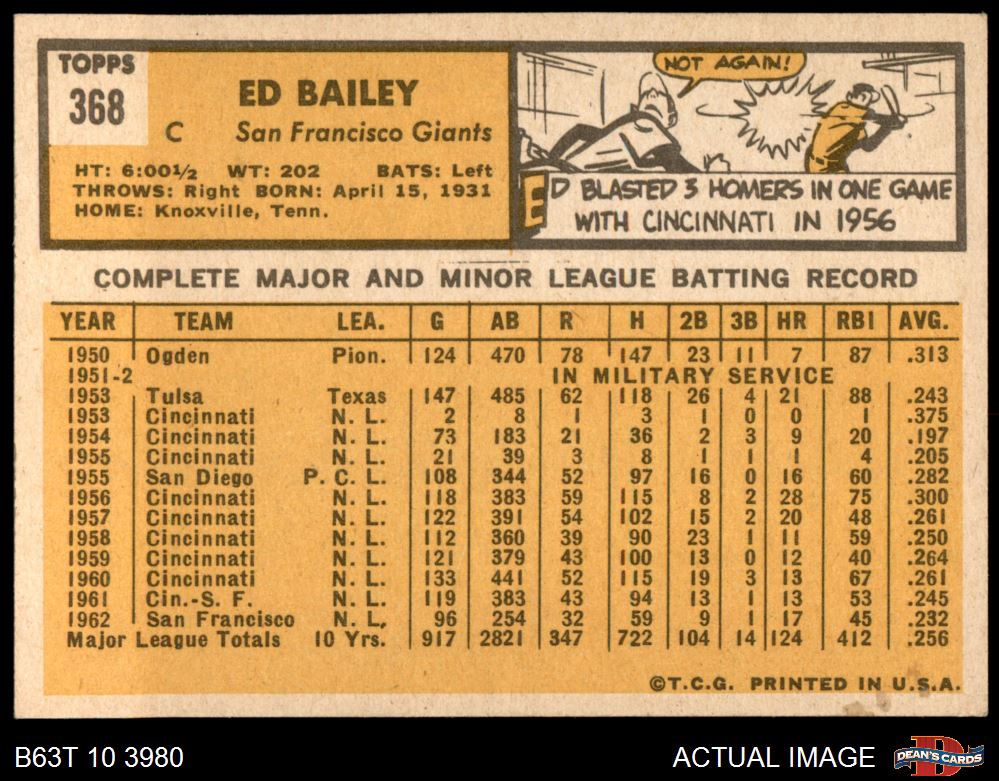 TOPPS
368
ED BAILEY
C San Francisco Giants
HT: 6:00½ WT: 202 BATS: Left
THROWS: Right BORN: April 15, 1931
HOME: Knoxville, Tenn.
NOT AGAIN!
ED BLASTED 3 HOMERS IN ONE GAME
WITH CINCINNATI IN 1956
COMPLETE MAJOR AND MINOR LEAGUE BATTING RECORD
YEAR TEAM LEA. G AB R H 2B 3B HR RBI AVG.
1950 Ogden Pion. 124 470 78 147 23 11 7 87 .313
1951-2 IN MILITARY SERVICE
1953 Tulsa Texas 147 485 62 118 26 4 21 88 .243
1953 Cincinnati N. L. 2 8 1 3 1 0 0 1 .375
1954 Cincinnati N. L. 73 183 21 36 2 3 9 20 .197
1955 Cincinnati N. L. 21 39 3 8 1 1 1 4 .205
1955 San Diego P. C. L. 108 344 52 97 16 0 16 60 .282
1956 Cincinnati N. L. 118 383 59 115 8 2 28 75 .300
1957 Cincinnati N. L. 122 391 54 102 15 2 20 48 .261
1958 Cincinnati N. L. 112 360 39 90 23 1 11 59 .250
1959 Cincinnati N. L. 121 379 43 100 13 0 12 40 .264
1960 Cincinnati N. L. 133 441 52 115 19 3 13 67 .261
1961 Cin.-S. F. N. L. 119 383 43 94 13 1 13 53 .245
1962 San Francisco N. L. 96 254 32 59 9 1 17 45 .232
Major League Totals 10 Yrs. 917 2821 347 722 104 14 124 412 .256
©T.C.G. PRINTED IN U.S.A.
B63T 10 3980 ACTUAL IMAGE DEAN'S CARDS